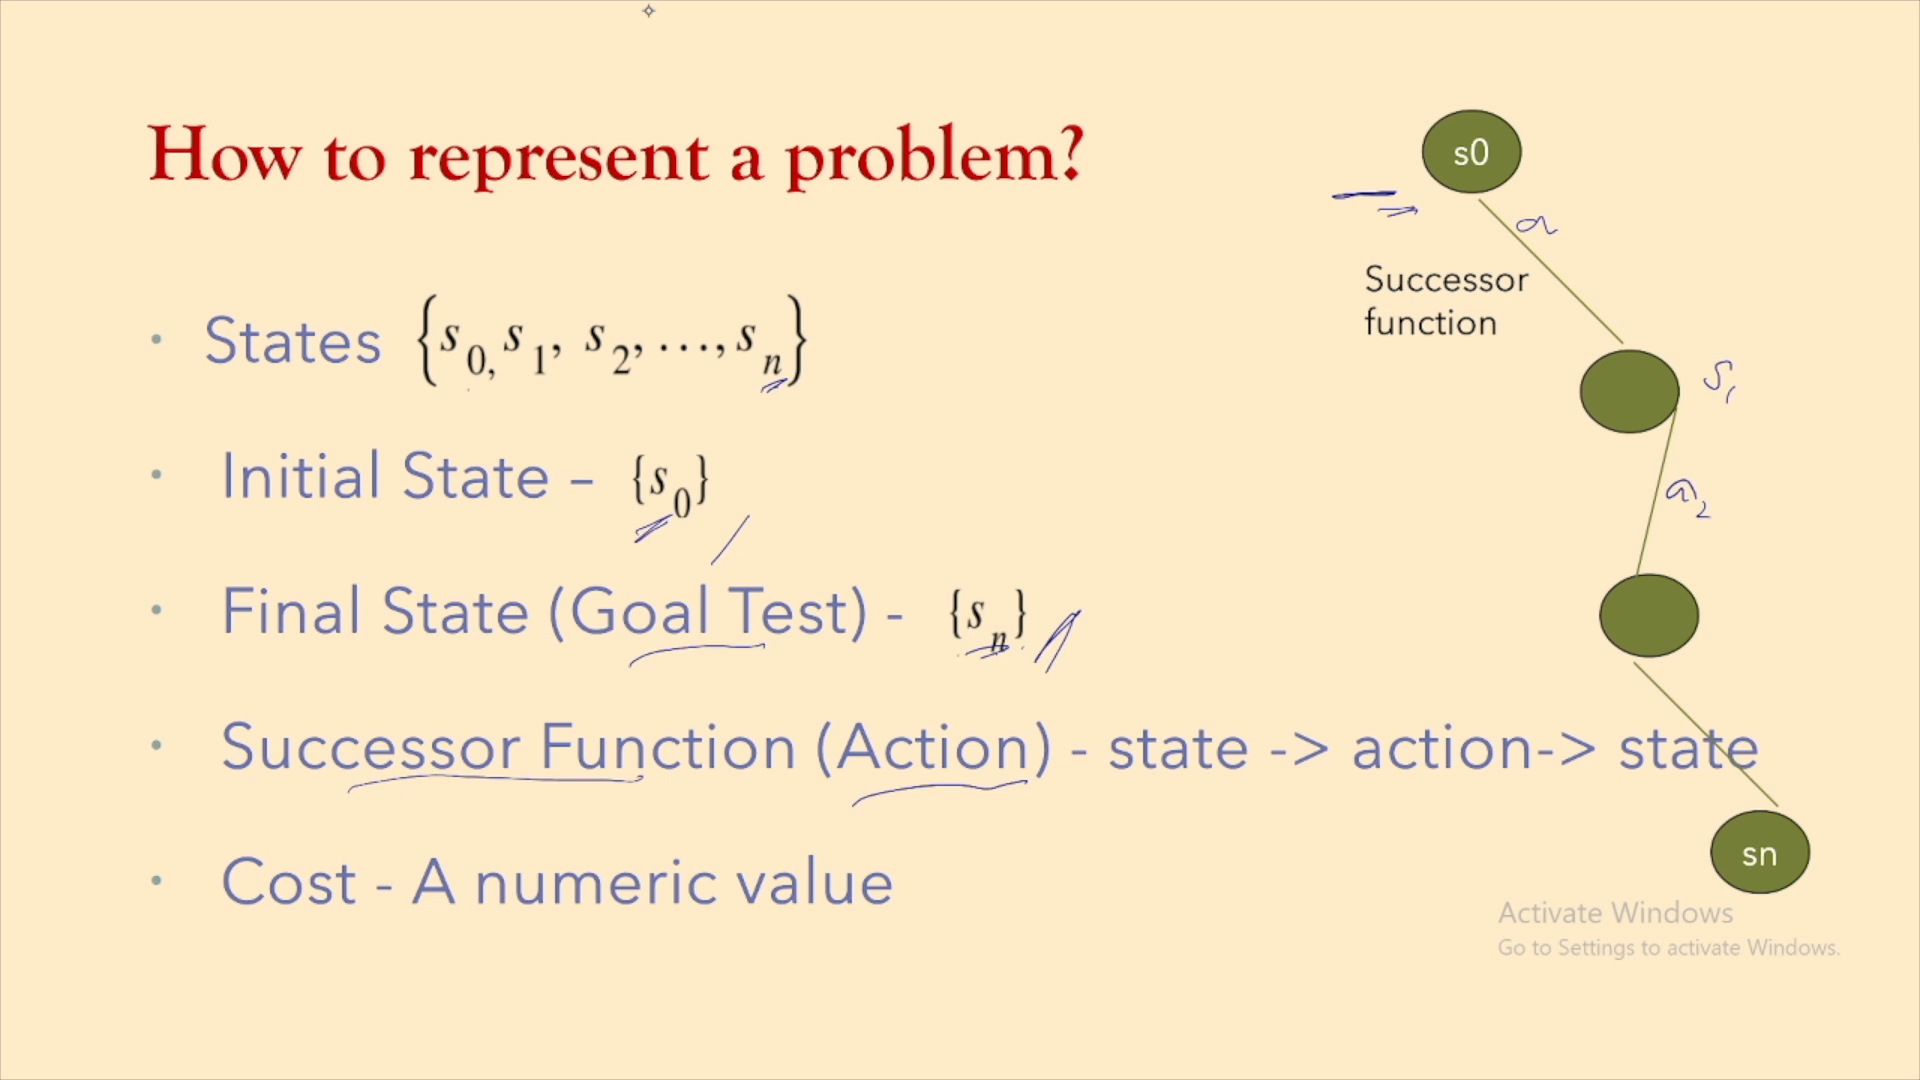 How to represent a problem?
• States {s0, s1, s2, ..., sn}
• Initial State – {s0}
• Final State (Goal Test) - {sn}
• Successor Function (Action) - state -> action-> state
• Cost - A numeric value
s0
Successor
function
s1
a2
sn
Activate Windows
Go to Settings to activate Windows.